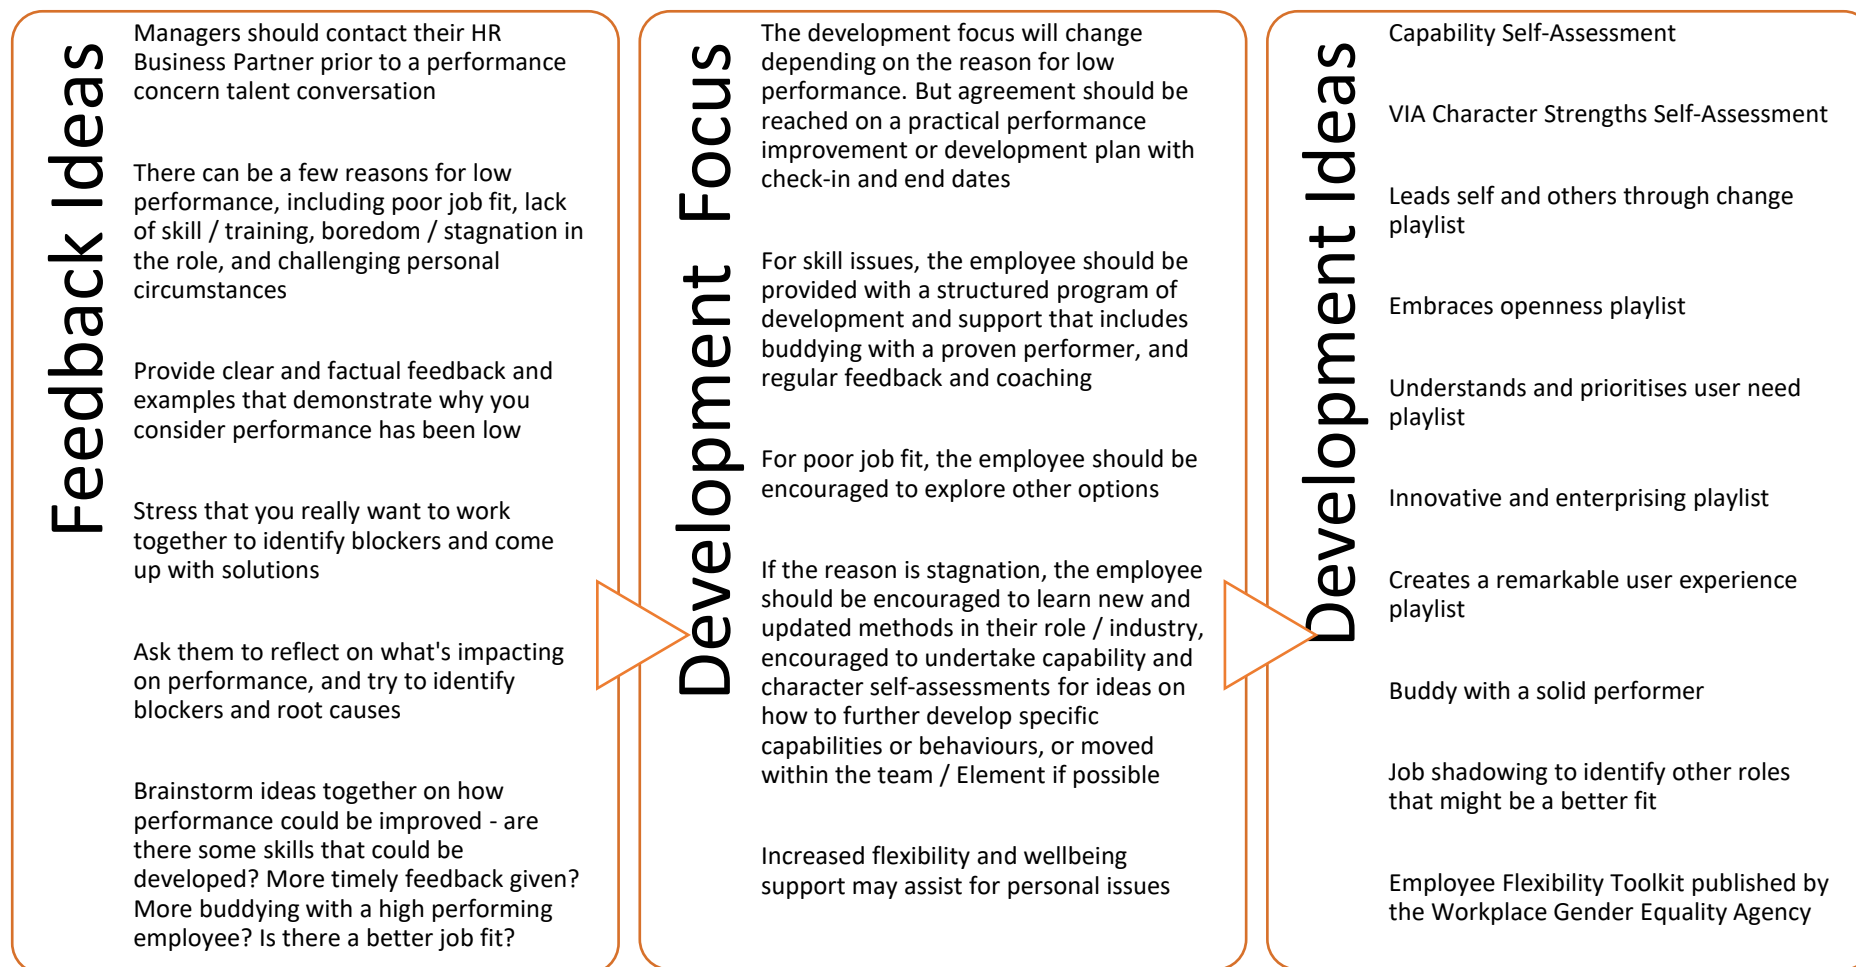 Feedback Ideas
Managers should contact their HR
Business Partner prior to a performance
concern talent conversation
There can be a few reasons for low
performance, including poor job fit, lack
of skill / training, boredom / stagnation in
the role, and challenging personal
circumstances
Provide clear and factual feedback and
examples that demonstrate why you
consider performance has been low
Stress that you really want to work
together to identify blockers and come
up with solutions
Ask them to reflect on what's impacting
on performance, and try to identify
blockers and root causes
Brainstorm ideas together on how
performance could be improved - are
there some skills that could be
developed? More timely feedback given?
More buddying with a high performing
employee? Is there a better job fit?
Development Focus
The development focus will change
depending on the reason for low
performance. But agreement should be
reached on a practical performance
improvement or development plan with
check-in and end dates
For skill issues, the employee should be
provided with a structured program of
development and support that includes
buddying with a proven performer, and
regular feedback and coaching
For poor job fit, the employee should be
encouraged to explore other options
If the reason is stagnation, the employee
should be encouraged to learn new and
updated methods in their role / industry,
encouraged to undertake capability and
character self-assessments for ideas on
how to further develop specific
capabilities or behaviours, or moved
within the team / Element if possible
Increased flexibility and wellbeing
support may assist for personal issues
Development Ideas
Capability Self-Assessment
VIA Character Strengths Self-Assessment
Leads self and others through change
playlist
Embraces openness playlist
Understands and prioritises user need
playlist
Innovative and enterprising playlist
Creates a remarkable user experience
playlist
Buddy with a solid performer
Job shadowing to identify other roles
that might be a better fit
Employee Flexibility Toolkit published by
the Workplace Gender Equality Agency